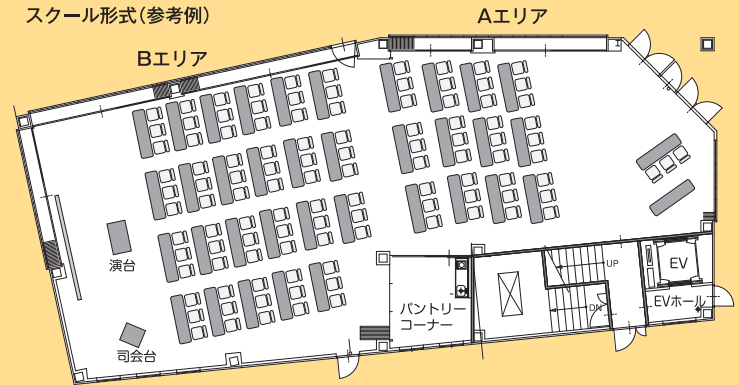 スクール形式（参考例）
Aエリア
Bエリア
演台
司会台
パントリー
コーナー
UP
DN
EV
EVホール